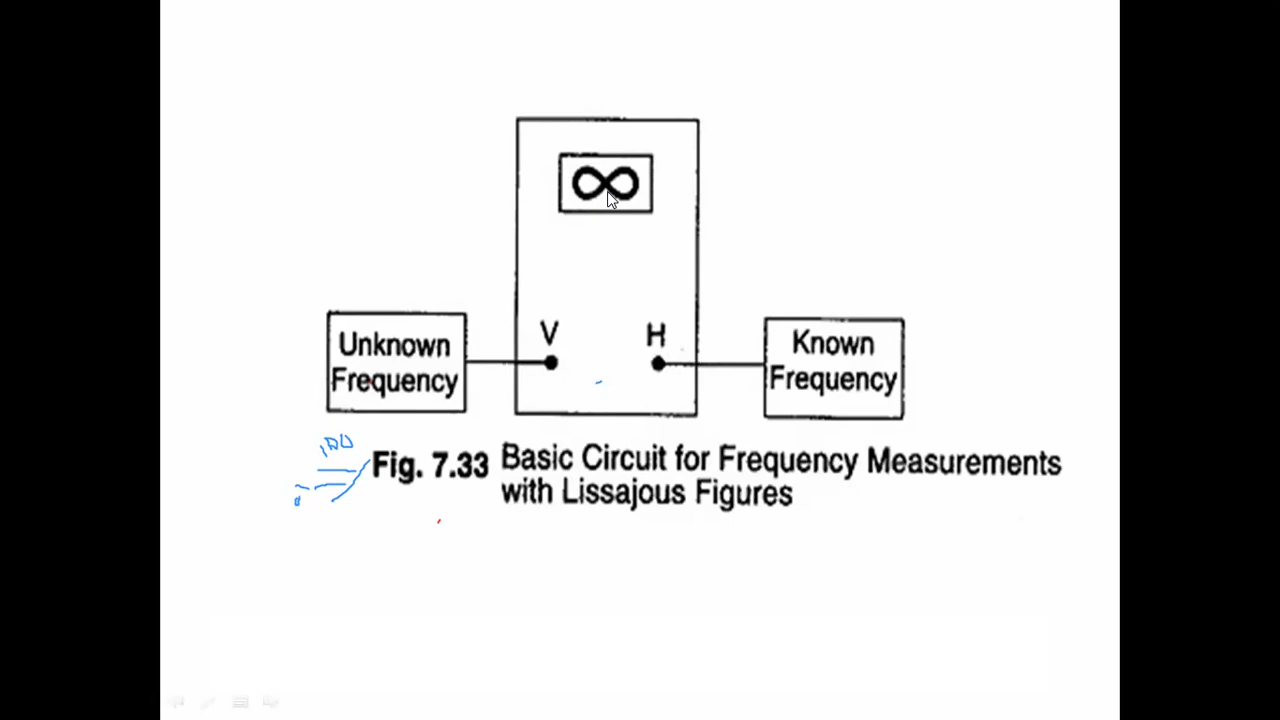 ∞
V
H
Unknown
Frequency
Known
Frequency
Fig. 7.33 Basic Circuit for Frequency Measurements
with Lissajous Figures